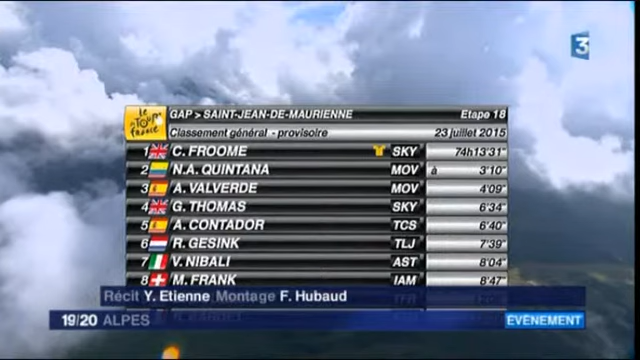 3
le TOUR de france
GAP > SAINT-JEAN-DE-MAURIENNE Etape 18
Classement général - provisoire 23 juillet 2015
1 C. FROOME SKY 74h13'31"
2 N.A. QUINTANA MOV à 3'10"
3 A. VALVERDE MOV 4'09"
4 G. THOMAS SKY 6'34"
5 A. CONTADOR TCS 6'40"
6 R. GESINK TLJ 7'39"
7 V. NIBALI AST 8'04"
8 M. FRANK IAM 8'47"
Récit Y. Etienne Montage F. Hubaud
19/20 ALPES EVÈNEMENT